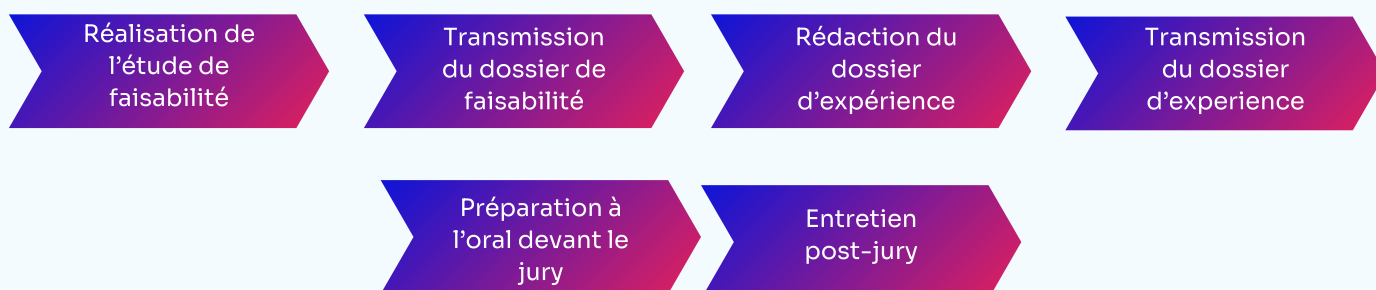 Réalisation de
l’étude de
faisabilité
Transmission
du dossier de
faisabilité
Rédaction du
dossier
d’expérience
Transmission
du dossier
d’experience
Préparation à
l’oral devant le
jury
Entretien
post-jury